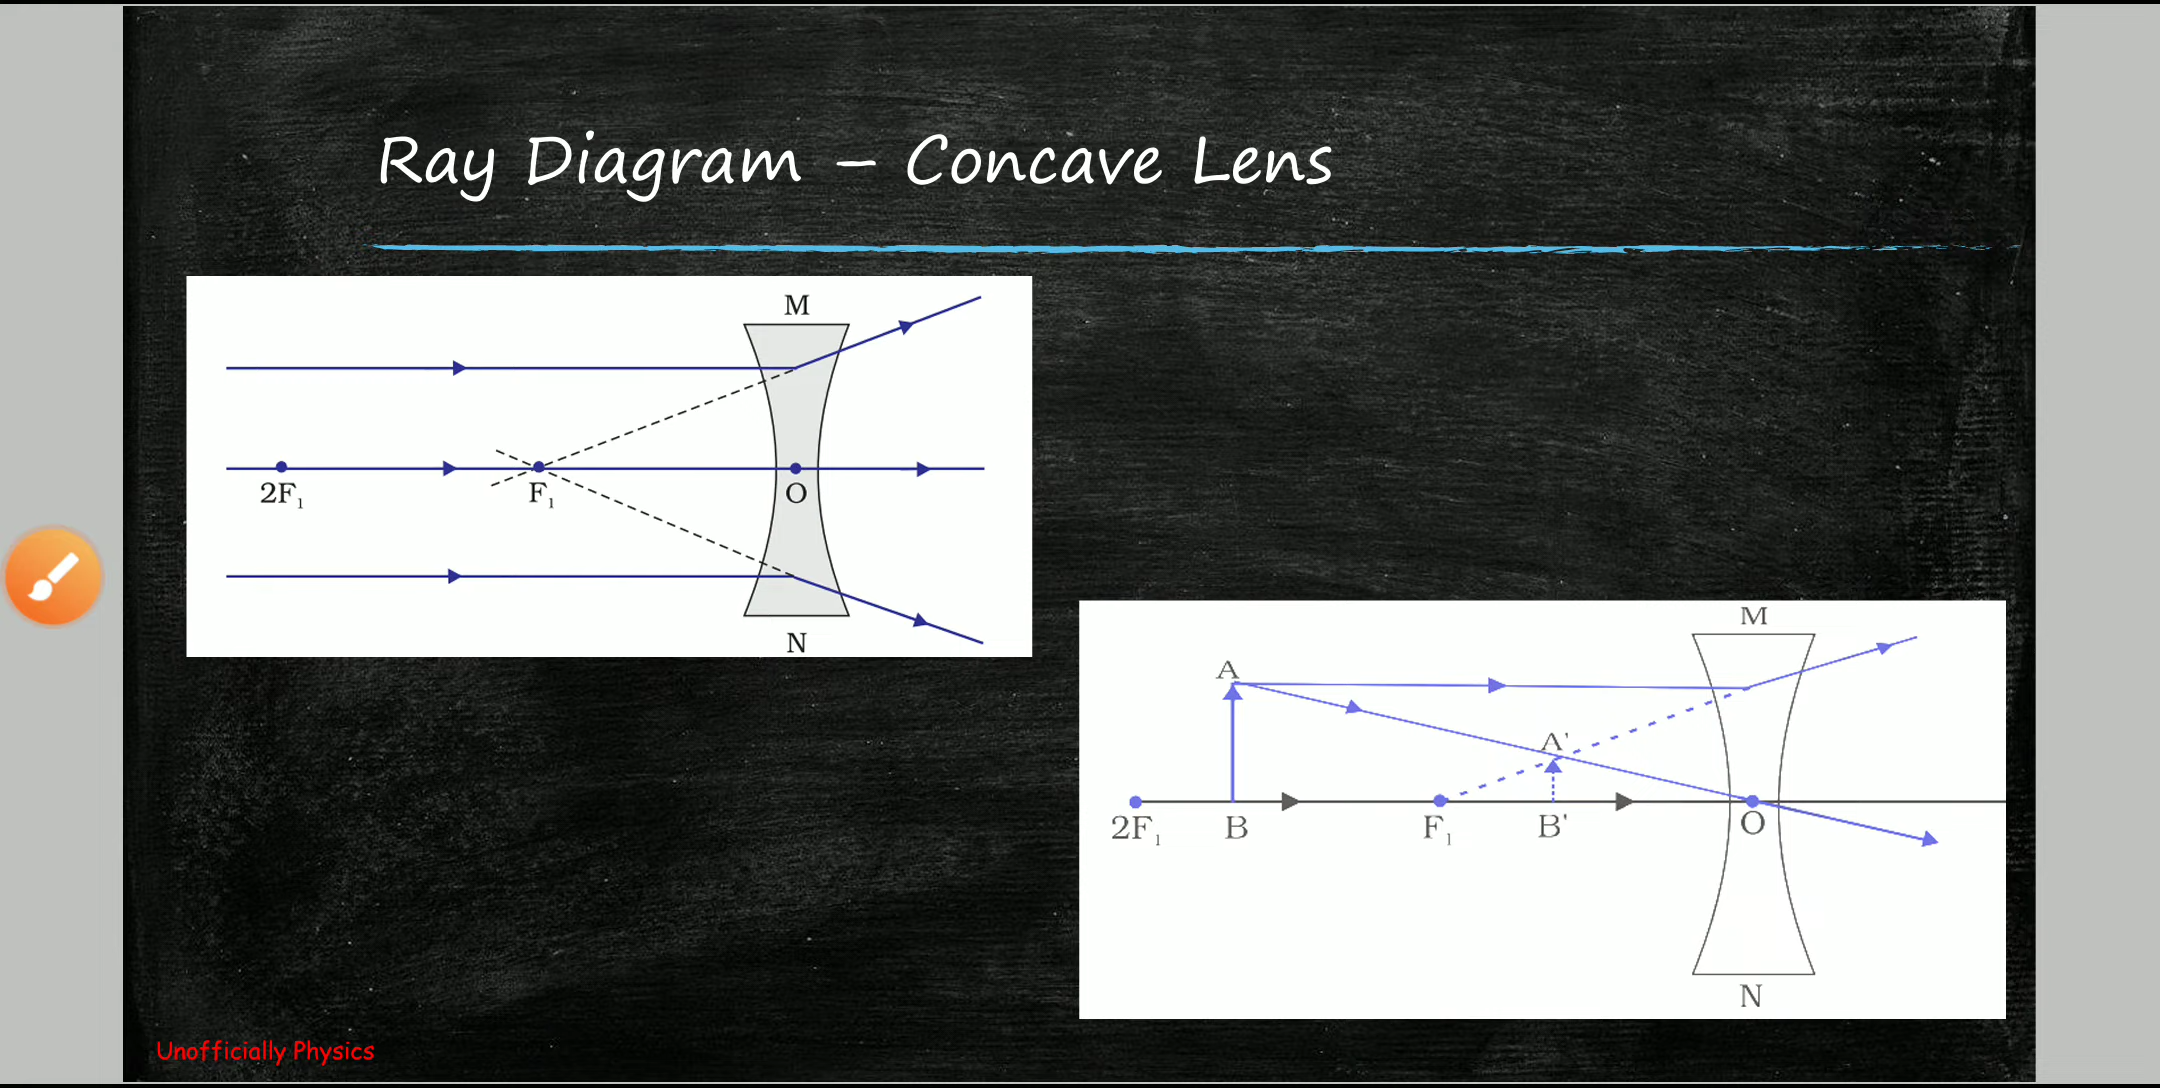 Ray Diagram – Concave Lens
M
2F₁
F₁
O
N
M
A
A'
2F₁
B
F₁
B'
O
N
Unofficially Physics